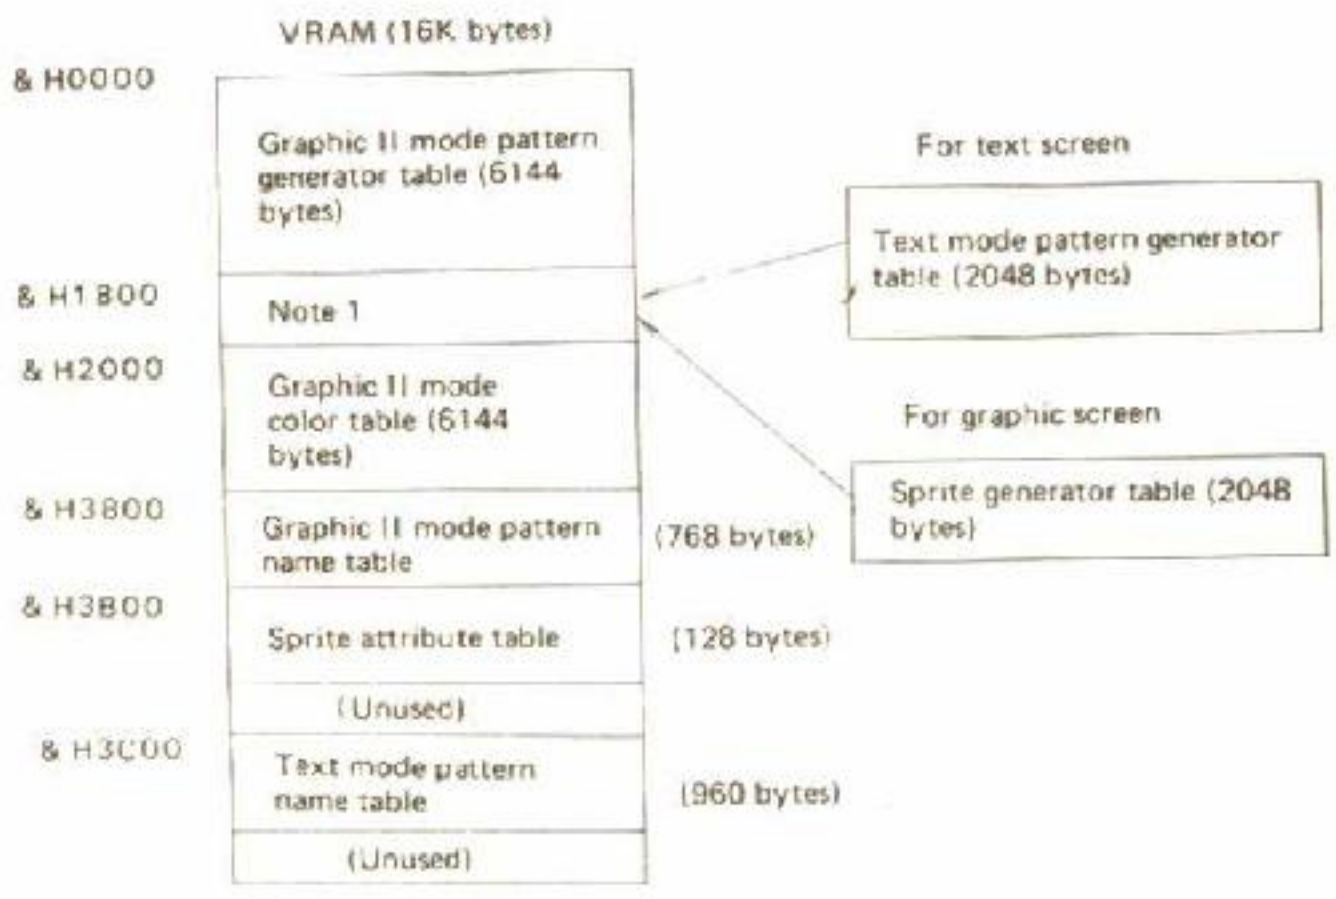 VRAM (16K bytes)
& H0000
Graphic II mode pattern
generator table (6144
bytes)
& H1800
Note 1
& H2000
Graphic II mode
color table (6144
bytes)
& H3800
Graphic II mode pattern
name table
(768 bytes)
& H3B00
Sprite attribute table
(128 bytes)
(Unused)
& H3C00
Text mode pattern
name table
(960 bytes)
(Unused)
For text screen
Text mode pattern generator
table (2048 bytes)
For graphic screen
Sprite generator table (2048
bytes)